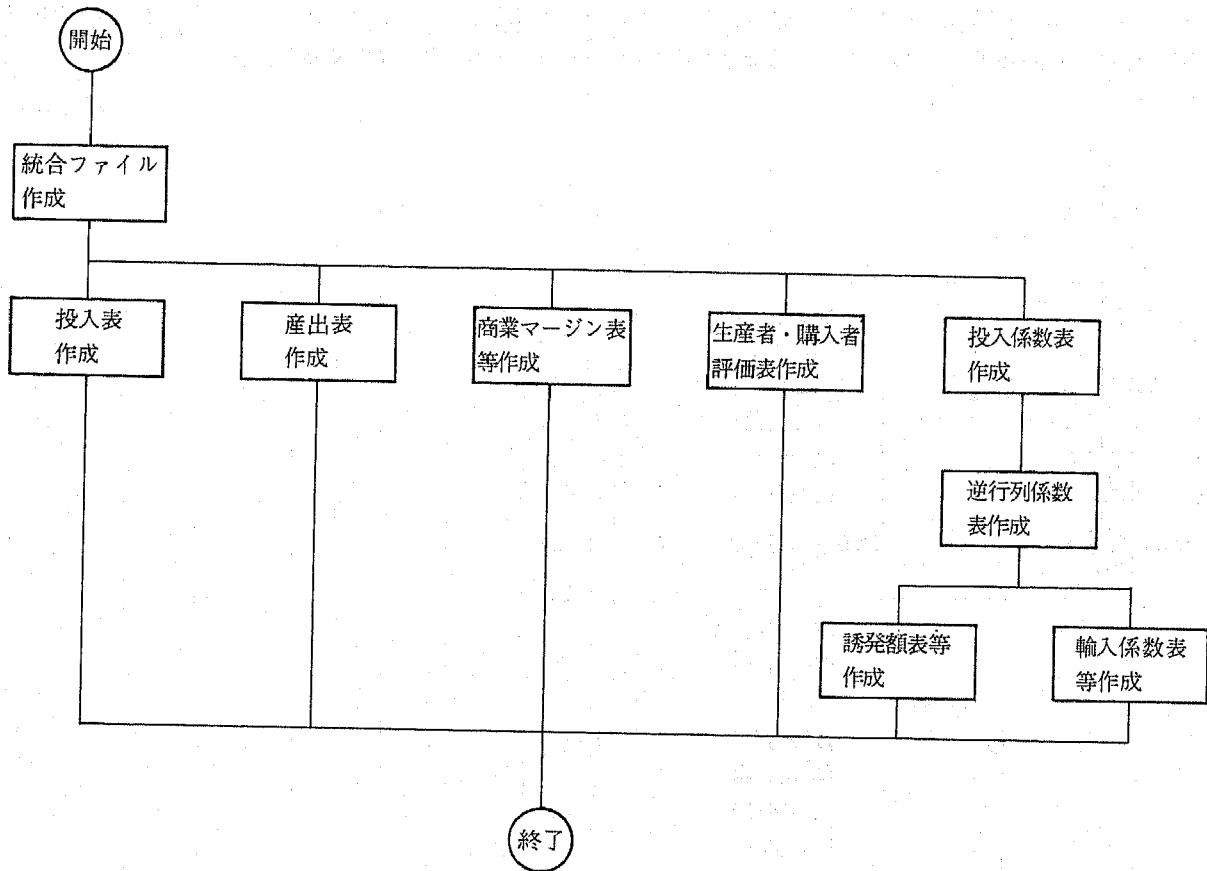 開始
統合ファイル
作成
投入表
作成
産出表
作成
商業マージン表
等作成
生産者・購入者
評価表作成
投入係数表
作成
逆行列係数
表作成
誘発額表等
作成
輸入係数表
等作成
終了